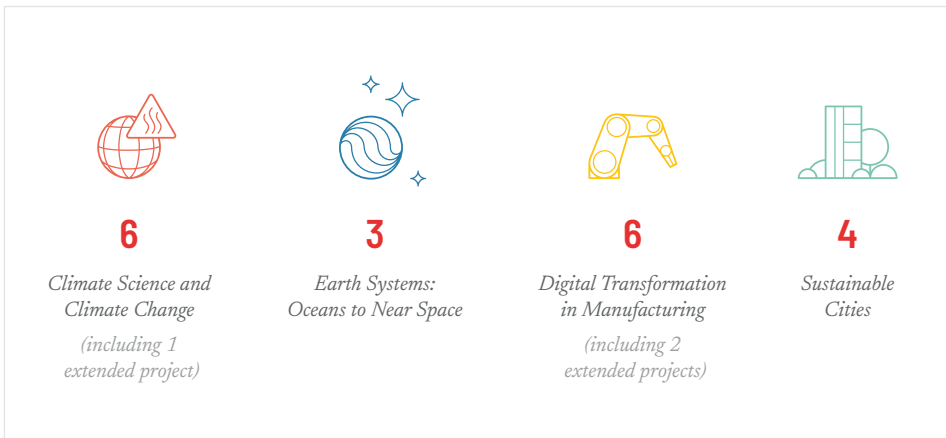 6
Climate Science and
Climate Change
(including 1
extended project)
3
Earth Systems:
Oceans to Near Space
6
Digital Transformation
in Manufacturing
(including 2
extended projects)
4
Sustainable
Cities